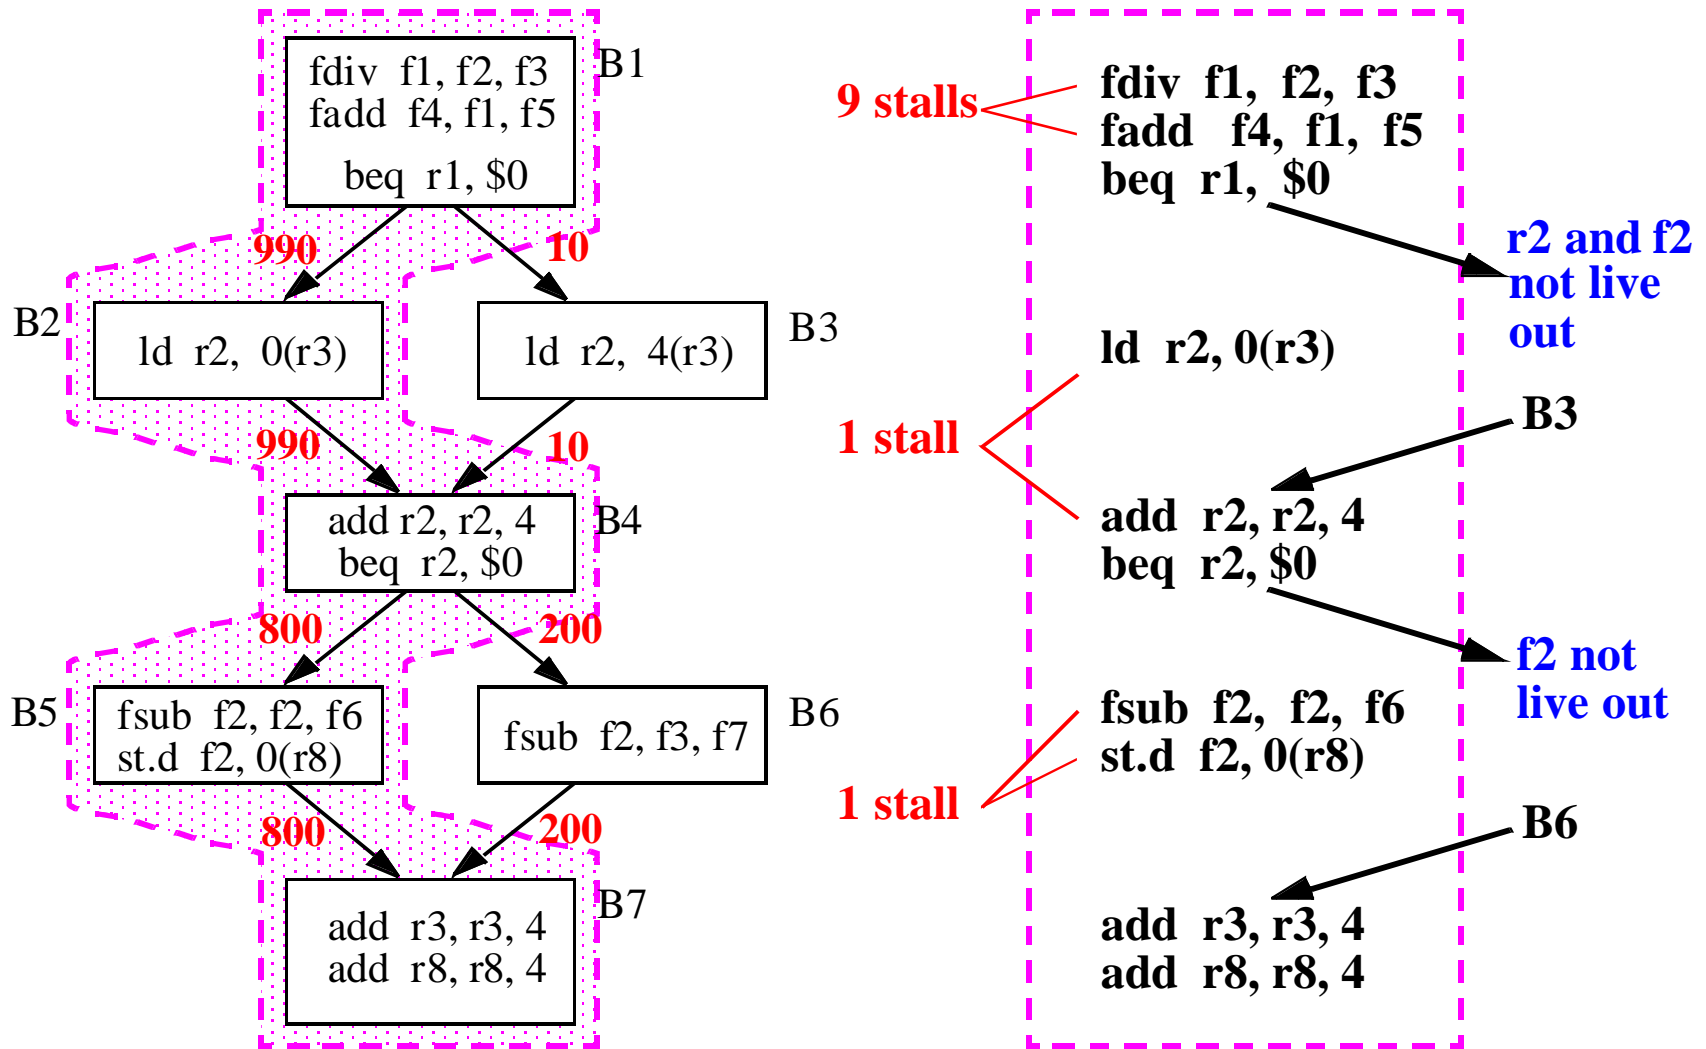 B1
fdiv f1, f2, f3
fadd f4, f1, f5
beq r1, $0
990
10
B2
ld r2, 0(r3)
ld r2, 4(r3)
B3
990
10
add r2, r2, 4
B4
beq r2, $0
800
200
B5
fsub f2, f2, f6
st.d f2, 0(r8)
fsub f2, f3, f7
B6
800
200
B7
add r3, r3, 4
add r8, r8, 4
9 stalls
fdiv f1, f2, f3
fadd f4, f1, f5
beq r1, $0
r2 and f2
not live
out
ld r2, 0(r3)
1 stall
B3
add r2, r2, 4
beq r2, $0
f2 not
live out
fsub f2, f2, f6
st.d f2, 0(r8)
1 stall
B6
add r3, r3, 4
add r8, r8, 4